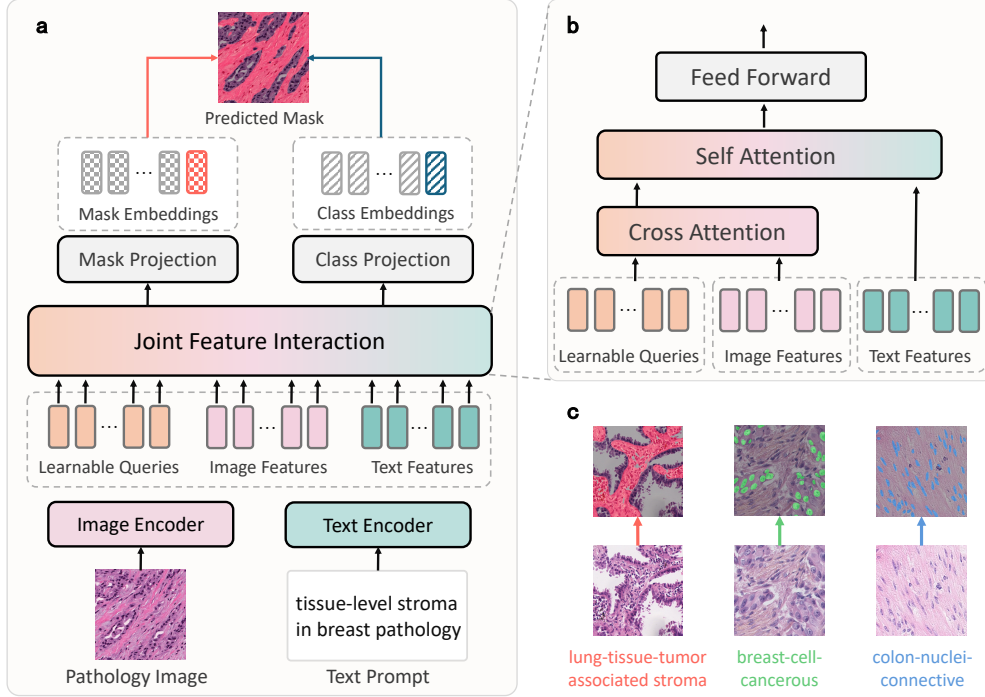 a
Predicted Mask
...
...
Mask Embeddings
Class Embeddings
Mask Projection
Class Projection
Joint Feature Interaction
...
...
...
Learnable Queries
Image Features
Text Features
Image Encoder
Text Encoder
tissue-level stroma
in breast pathology
Pathology Image
Text Prompt
b
Feed Forward
Self Attention
Cross Attention
...
...
...
Learnable Queries
Image Features
Text Features
c
lung-tissue-tumor
associated stroma
breast-cell-
cancerous
colon-nuclei-
connective